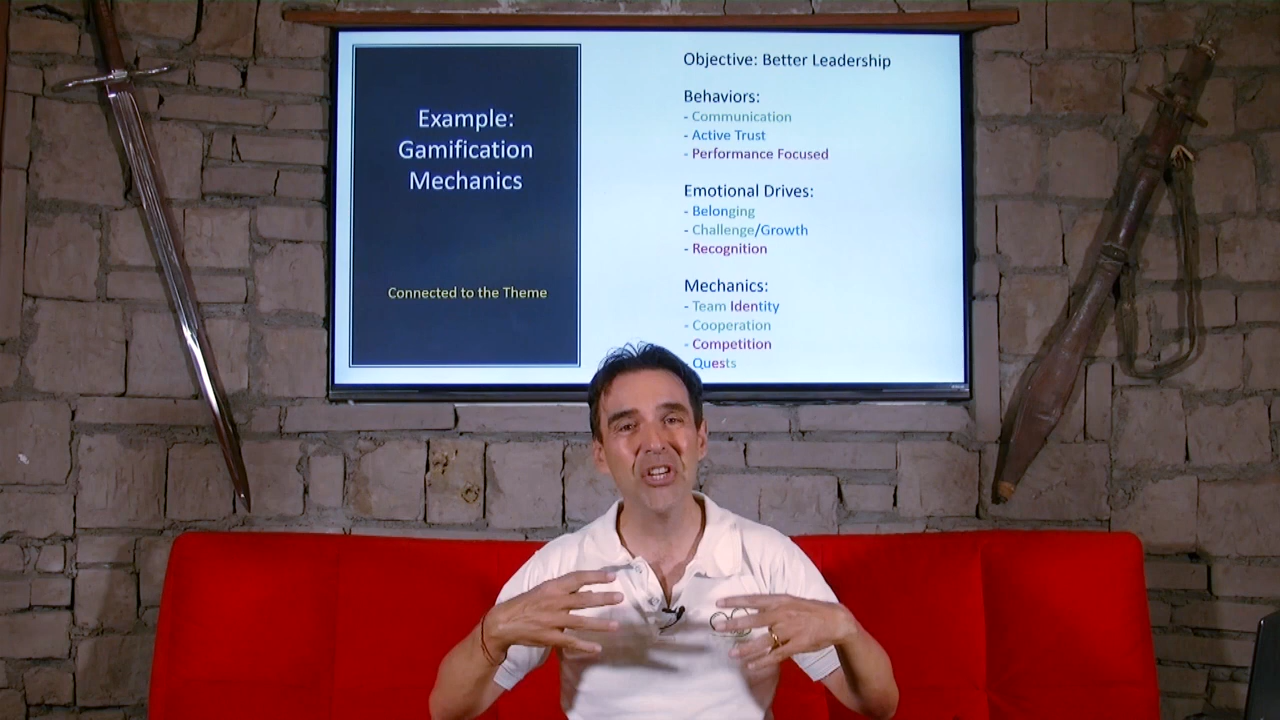 Example:
Gamification
Mechanics
Connected to the Theme
Objective: Better Leadership
Behaviors:
- Communication
- Active Trust
- Performance Focused
Emotional Drives:
- Belonging
- Challenge/Growth
- Recognition
Mechanics:
- Team Identity
- Cooperation
- Competition
- Quests